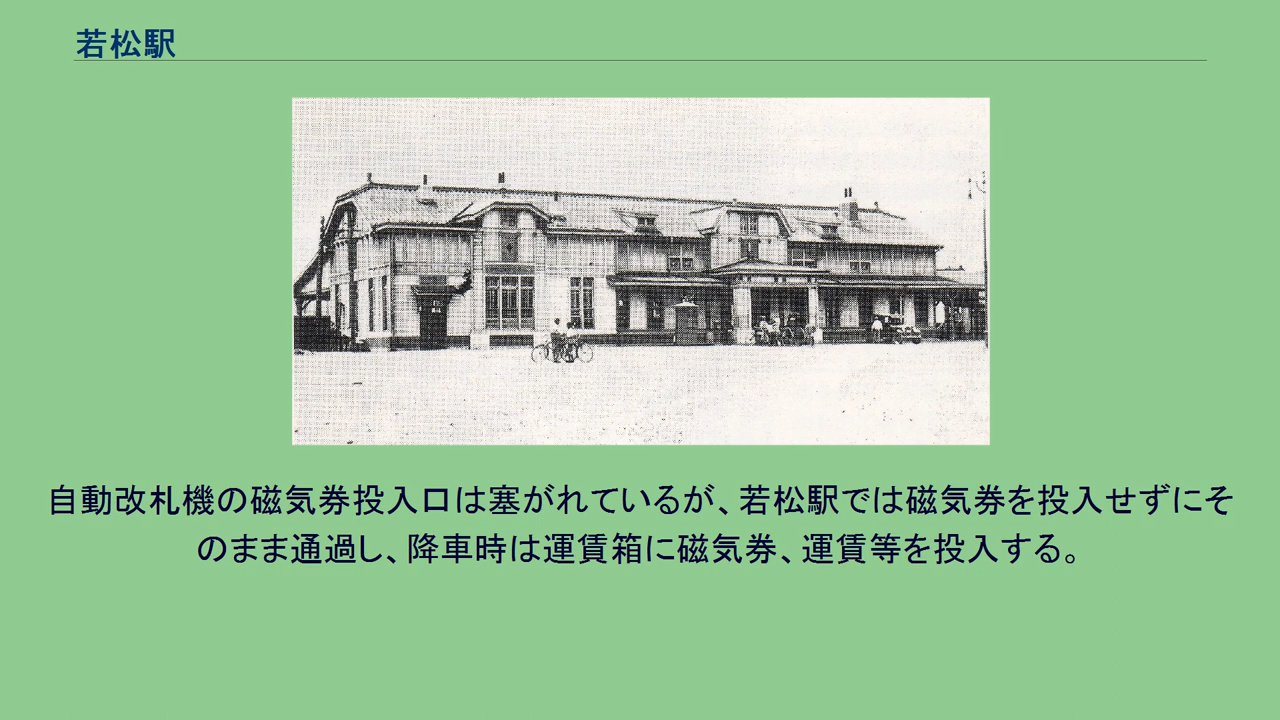 若松駅
自動改札機の磁気券投入口は塞がれているが、若松駅では磁気券を投入せずにそ
のまま通過し、降車時は運賃箱に磁気券、運賃等を投入する。